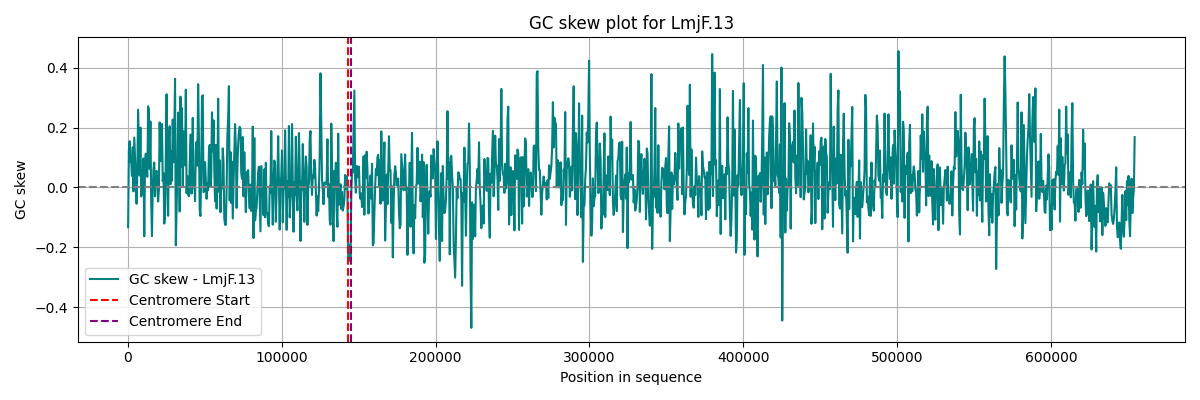 GC skew plot for LmjF.13
GC skew
0.4
0.2
0.0
−0.2
−0.4
GC skew - LmjF.13
Centromere Start
Centromere End
0 100000 200000 300000 400000 500000 600000
Position in sequence